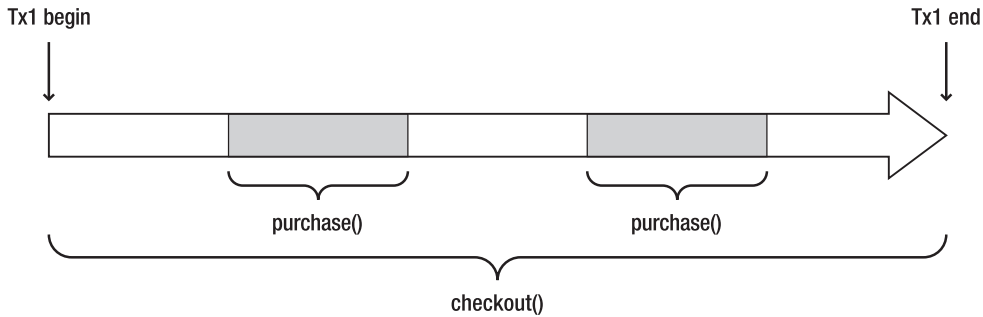 Tx1 begin
Tx1 end
purchase()
purchase()
checkout()